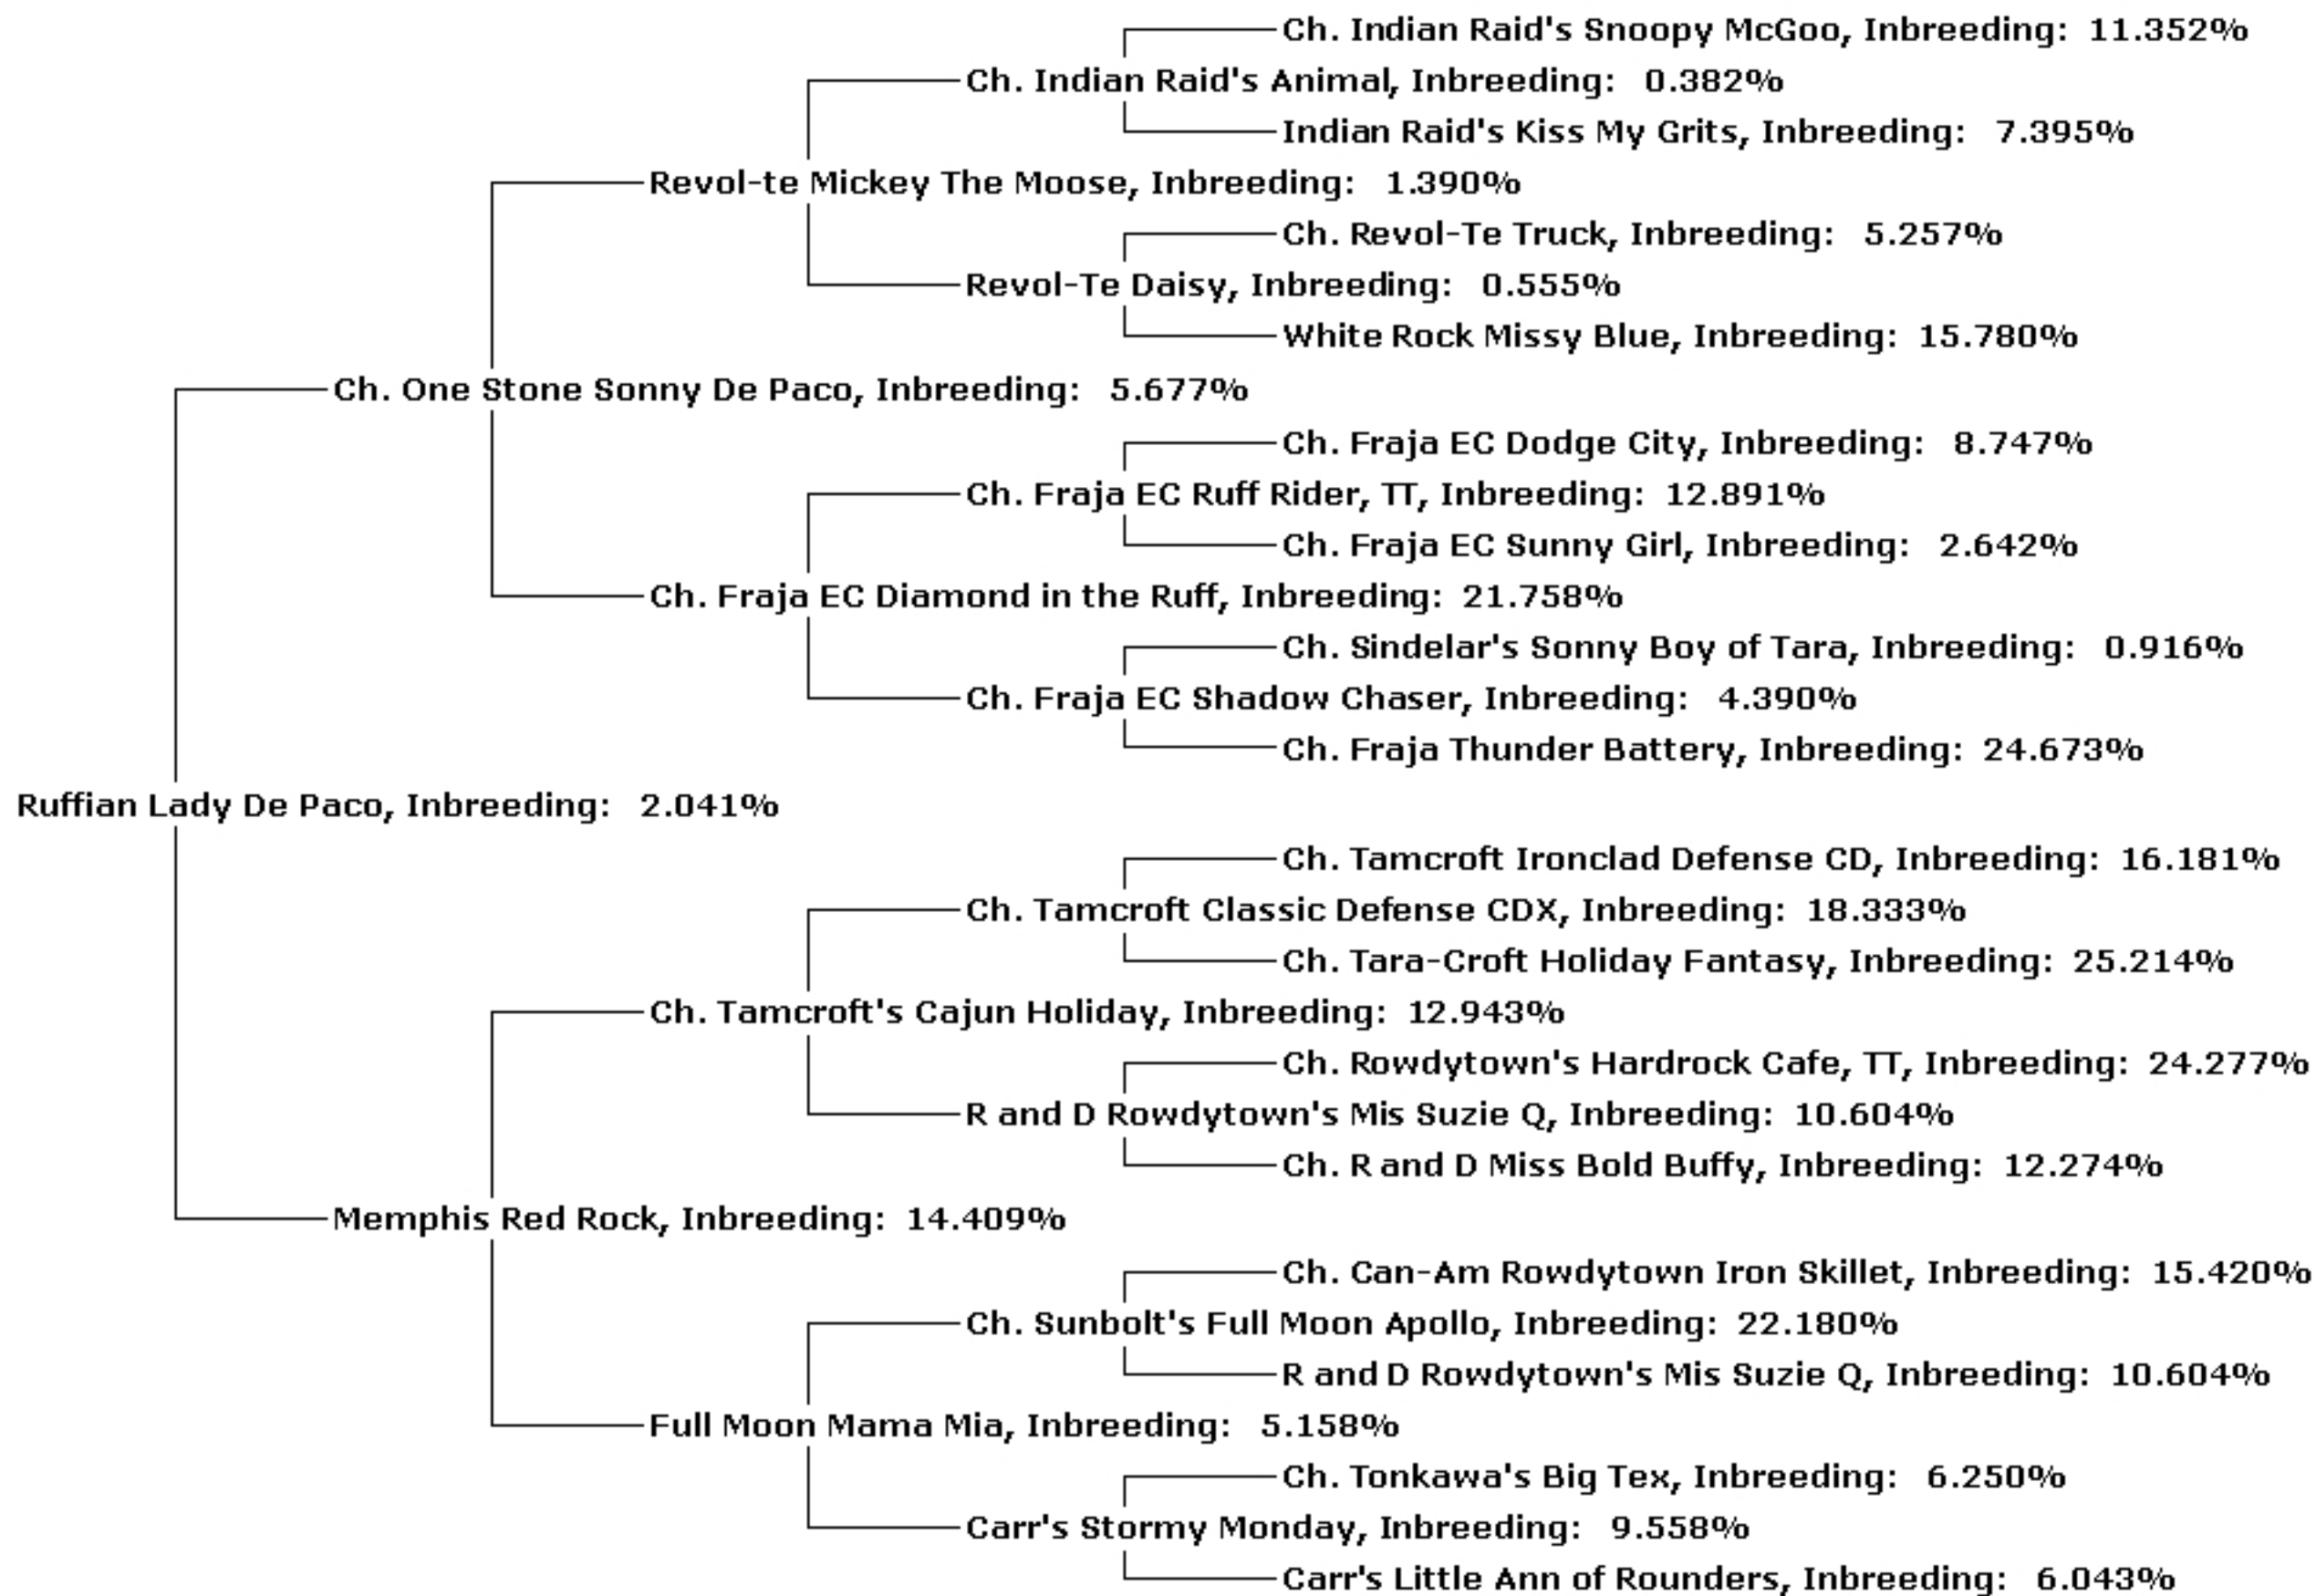 Ch. Indian Raid's Snoopy McGoo, Inbreeding: 11.352%
Ch. Indian Raid's Animal, Inbreeding: 0.382%
Indian Raid's Kiss My Grits, Inbreeding: 7.395%
Revol-te Mickey The Moose, Inbreeding: 1.390%
Ch. Revol-Te Truck, Inbreeding: 5.257%
Revol-Te Daisy, Inbreeding: 0.555%
White Rock Missy Blue, Inbreeding: 15.780%
Ch. One Stone Sonny De Paco, Inbreeding: 5.677%
Ch. Fraja EC Dodge City, Inbreeding: 8.747%
Ch. Fraja EC Ruff Rider, TT, Inbreeding: 12.891%
Ch. Fraja EC Sunny Girl, Inbreeding: 2.642%
Ch. Fraja EC Diamond in the Ruff, Inbreeding: 21.758%
Ch. Sindelar's Sonny Boy of Tara, Inbreeding: 0.916%
Ch. Fraja EC Shadow Chaser, Inbreeding: 4.390%
Ch. Fraja Thunder Battery, Inbreeding: 24.673%
Ruffian Lady De Paco, Inbreeding: 2.041%
Ch. Tamcroft Ironclad Defense CD, Inbreeding: 16.181%
Ch. Tamcroft Classic Defense CDX, Inbreeding: 18.333%
Ch. Tara-Croft Holiday Fantasy, Inbreeding: 25.214%
Ch. Tamcroft's Cajun Holiday, Inbreeding: 12.943%
Ch. Rowdytown's Hardrock Cafe, TT, Inbreeding: 24.277%
R and D Rowdytown's Mis Suzie Q, Inbreeding: 10.604%
Ch. R and D Miss Bold Buffy, Inbreeding: 12.274%
Memphis Red Rock, Inbreeding: 14.409%
Ch. Can-Am Rowdytown Iron Skillet, Inbreeding: 15.420%
Ch. Sunbolt's Full Moon Apollo, Inbreeding: 22.180%
R and D Rowdytown's Mis Suzie Q, Inbreeding: 10.604%
Full Moon Mama Mia, Inbreeding: 5.158%
Ch. Tonkawa's Big Tex, Inbreeding: 6.250%
Carr's Stormy Monday, Inbreeding: 9.558%
Carr's Little Ann of Rounders, Inbreeding: 6.043%